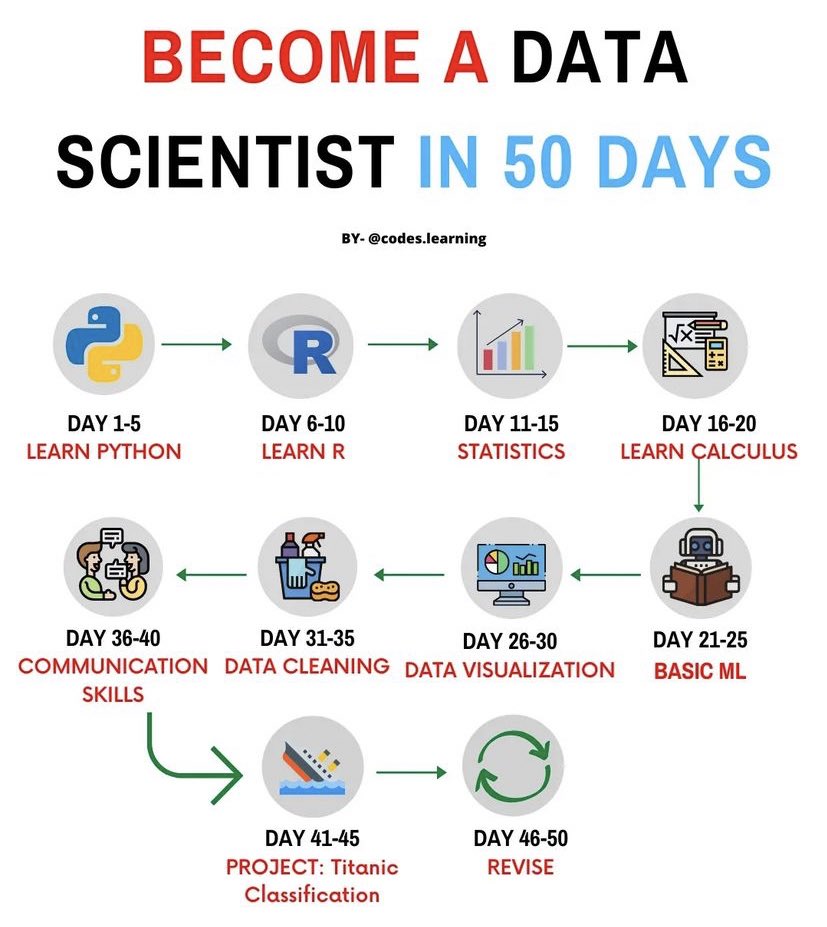 BECOME A DATA
SCIENTIST IN 50 DAYS
BY- @codes.learning
DAY 1-5
LEARN PYTHON
DAY 6-10
LEARN R
DAY 11-15
STATISTICS
DAY 16-20
LEARN CALCULUS
DAY 21-25
BASIC ML
DAY 26-30
DATA VISUALIZATION
DAY 31-35
DATA CLEANING
DAY 36-40
COMMUNICATION
SKILLS
DAY 41-45
PROJECT: Titanic
Classification
DAY 46-50
REVISE